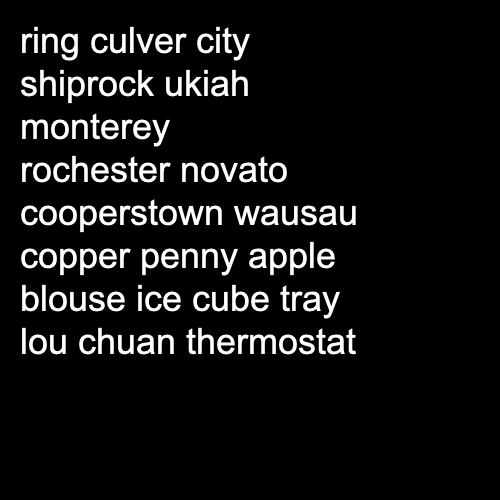 ring culver city
shiprock ukiah
monterey
rochester novato
cooperstown wausau
copper penny apple
blouse ice cube tray
lou chuan thermostat